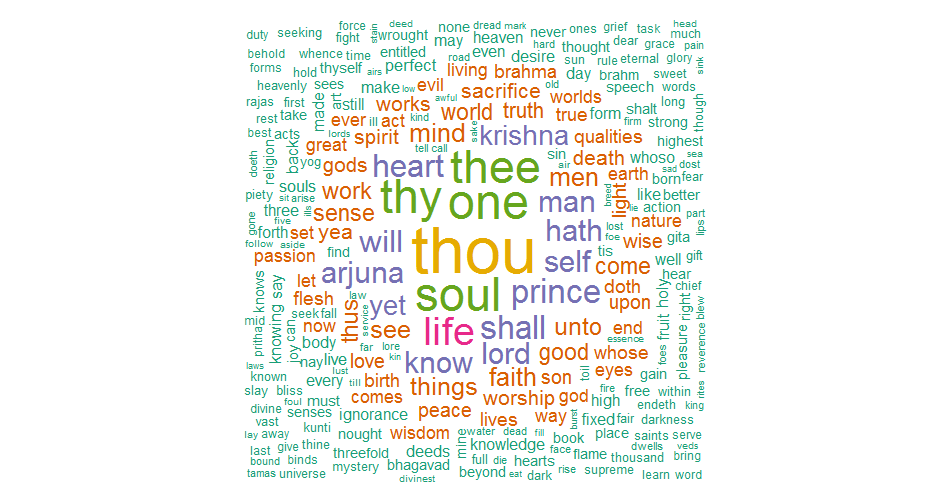 force deed none dread mark head
duty seeking stain wrought never ones grief task much
fight may heaven
behold whence time entitled road even desire hard thought dear grace pain
forms hold thyself airs perfect sun rule eternal glory sink
heavenly sees make low evil living brahma day brahm sweet
rajas first made art still works awful sacrifice old worlds speech words
rest take ever ill act kind world truth true form shalt long though
best acts great spirit mind sake krishna qualities firm strong
lords tell call sin highest
doeth religion back yog gods heart thee air death whoso sea
piety souls sit arise work thy one men earth sad dost
born fear
three ills sense man breed light like better
gone five lie action part lips
forth set yea will thou hath lost nature
follow aside find foe wise gita
passion arjuna self tis come well gift
knows say let law soul prince doth hear chief
flesh yet upon fruit holy right
mid knowing seek fall service thus see life shall unto end
pritha joy can now essence pleasure reverence blew
laws body far lore know lord good whose foes
nay live love kin
known every lust till birth things faith son toil eyes gain
slay bliss comes worship god fire free within rites
divine foul must peace lives way burst high endeth king
vast senses ignorance fixed fair darkness
lay away kunti nought wisdom mine water dead fill place saints serve
last give thine threefold deeds knowledge book dwells veds
bound binds mystery bhagavad full die hearts face flame thousand bring
tamas universe divinest beyond eat dark rise supreme learn word